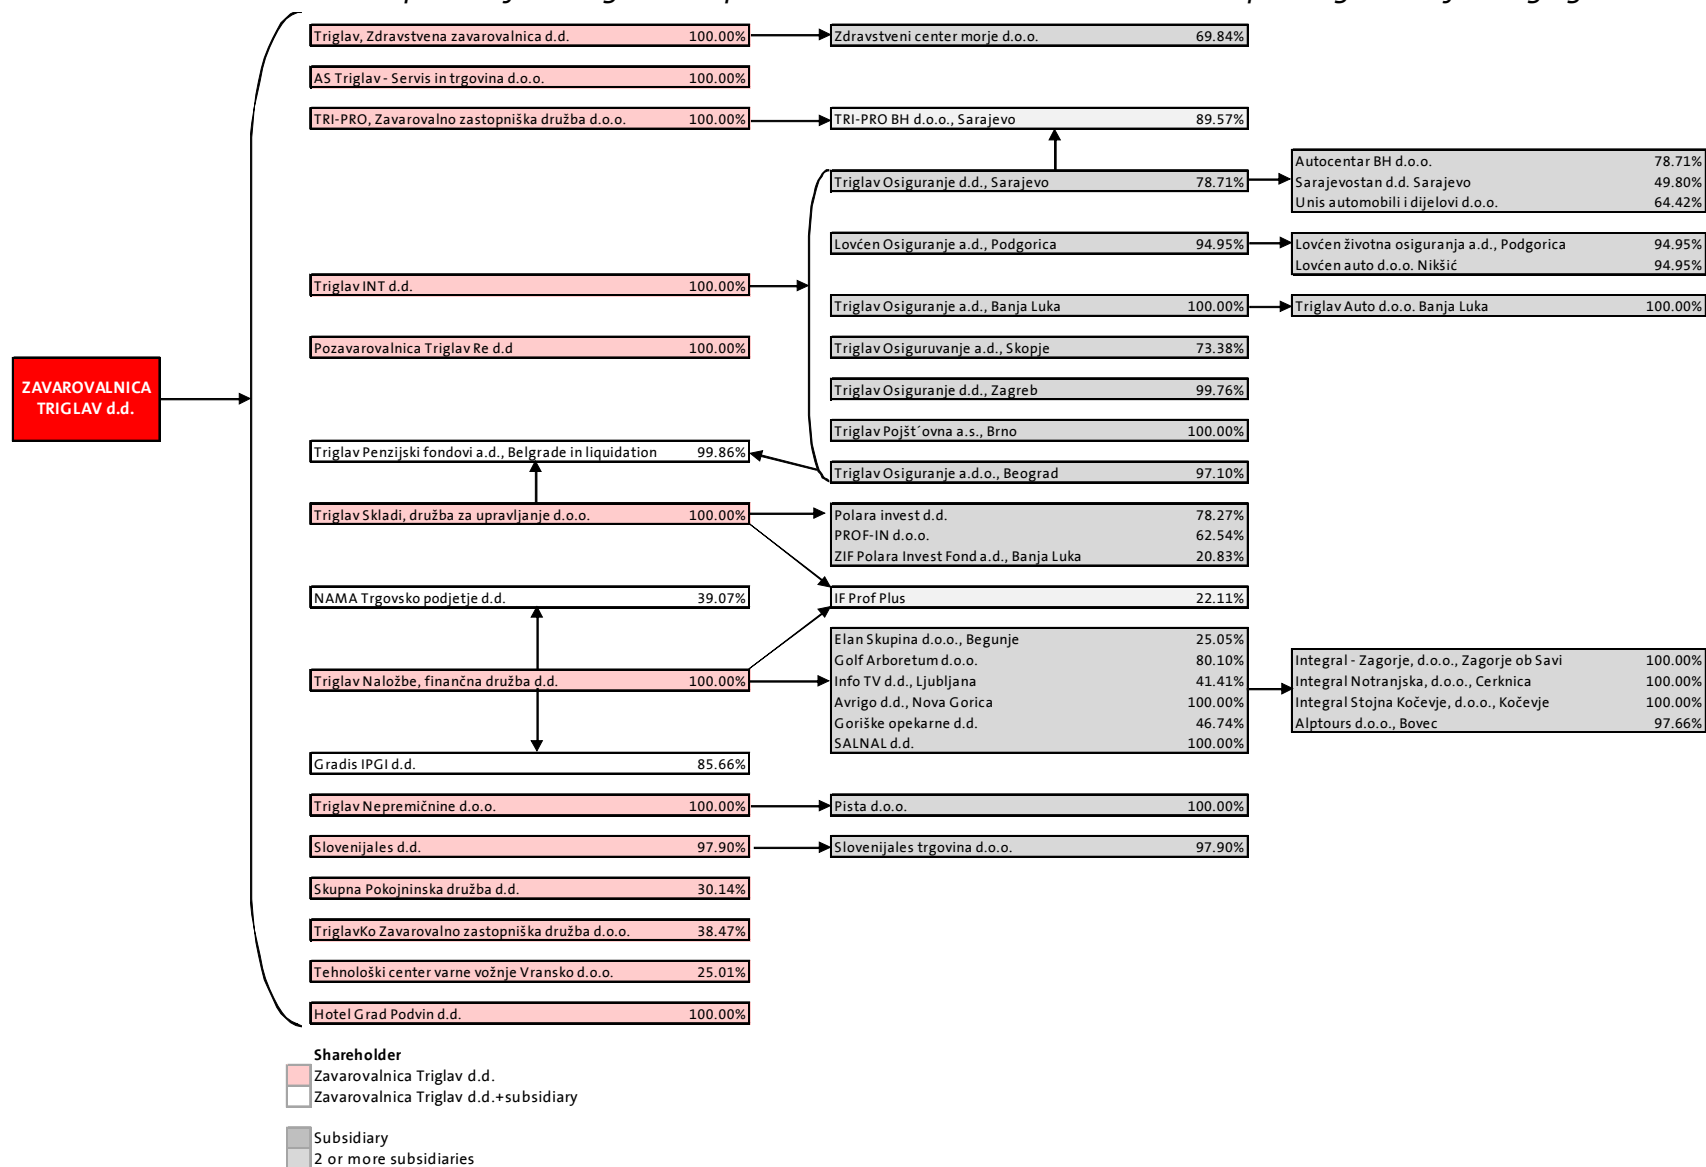 Triglav, Zdravstvena zavarovalnica d.d. 100.00%
Zdravstveni center morje d.o.o. 69.84%
AS Triglav - Servis in trgovina d.o.o. 100.00%
TRI-PRO, Zavarovalno zastopniška družba d.o.o. 100.00%
TRI-PRO BH d.o.o., Sarajevo 89.57%
Triglav Osiguranje d.d., Sarajevo 78.71%
Autocentar BH d.o.o. 78.71%
Sarajevostan d.d. Sarajevo 49.80%
Unis automobili i dijelovi d.o.o. 64.42%
Lovćen Osiguranje a.d., Podgorica 94.95%
Lovćen životna osiguranja a.d., Podgorica 94.95%
Lovćen auto d.o.o. Nikšić 94.95%
Triglav INT d.d. 100.00%
Triglav Osiguranje a.d., Banja Luka 100.00%
Triglav Auto d.o.o. Banja Luka 100.00%
Pozavarovalnica Triglav Re d.d 100.00%
Triglav Osiguruvanje a.d., Skopje 73.38%
ZAVAROVALNICA
TRIGLAV d.d.
Triglav Osiguranje d.d., Zagreb 99.76%
Triglav Pojšt´ovna a.s., Brno 100.00%
Triglav Penzijski fondovi a.d., Belgrade in liquidation 99.86%
Triglav Osiguranje a.d.o., Beograd 97.10%
Triglav Skladi, družba za upravljanje d.o.o. 100.00%
Polara invest d.d. 78.27%
PROF-IN d.o.o. 62.54%
ZIF Polara Invest Fond a.d., Banja Luka 20.83%
NAMA Trgovsko podjetje d.d. 39.07%
IF Prof Plus 22.11%
Triglav Naložbe, finančna družba d.d. 100.00%
Elan Skupina d.o.o., Begunje 25.05%
Golf Arboretum d.o.o. 80.10%
Info TV d.d., Ljubljana 41.41%
Avrigo d.d., Nova Gorica 100.00%
Goriške opekarne d.d. 46.74%
SALNAL d.d. 100.00%
Integral - Zagorje, d.o.o., Zagorje ob Savi 100.00%
Integral Notranjska, d.o.o., Cerknica 100.00%
Integral Stojna Kočevje, d.o.o., Kočevje 100.00%
Alptours d.o.o., Bovec 97.66%
Gradis IPGI d.d. 85.66%
Triglav Nepremičnine d.o.o. 100.00%
Pista d.o.o. 100.00%
Slovenijales d.d. 97.90%
Slovenijales trgovina d.o.o. 97.90%
Skupna Pokojninska družba d.d. 30.14%
TriglavKo Zavarovalno zastopniška družba d.o.o. 38.47%
Tehnološki center varne vožnje Vransko d.o.o. 25.01%
Hotel Grad Podvin d.d. 100.00%
Shareholder
Zavarovalnica Triglav d.d.
Zavarovalnica Triglav d.d.+subsidiary
Subsidiary
2 or more subsidiaries